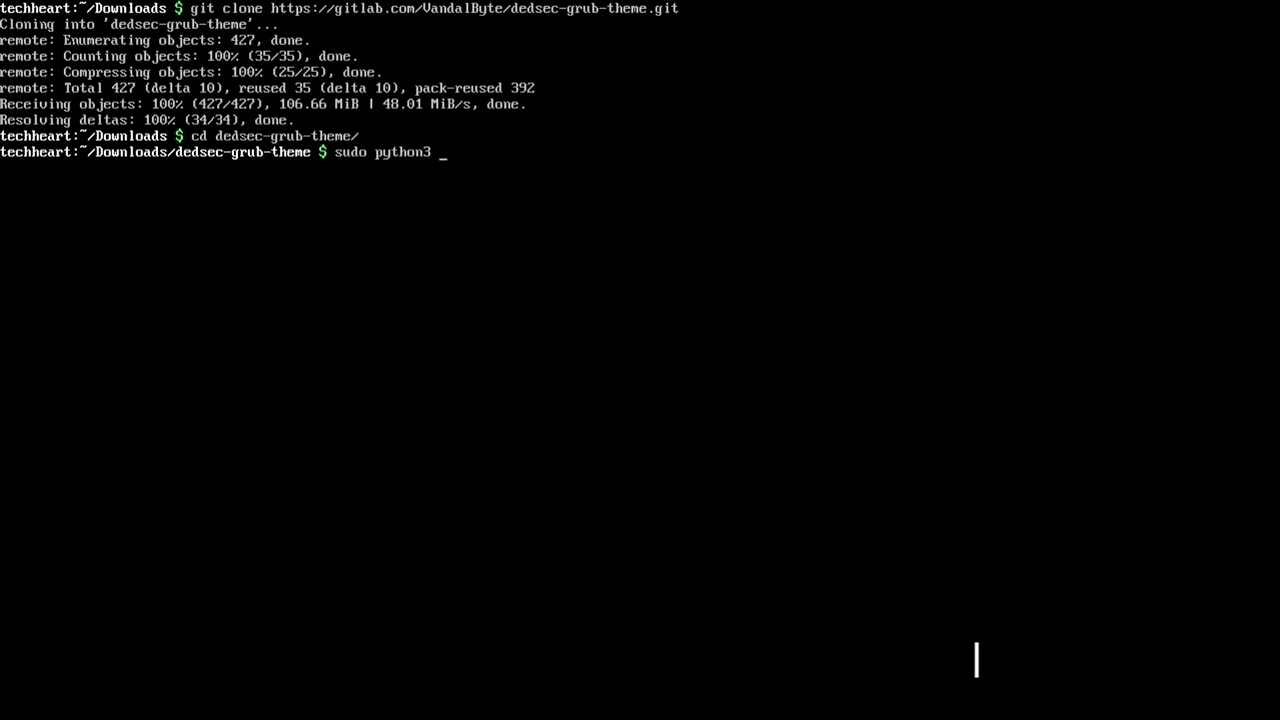 techheart:~/Downloads $ git clone https://gitlab.com/VandalByte/dedsec-grub-theme.git
Cloning into 'dedsec-grub-theme'...
remote: Enumerating objects: 427, done.
remote: Counting objects: 100% (35/35), done.
remote: Compressing objects: 100% (25/25), done.
remote: Total 427 (delta 10), reused 35 (delta 10), pack-reused 392
Receiving objects: 100% (427/427), 106.66 MiB | 48.01 MiB/s, done.
Resolving deltas: 100% (34/34), done.
techheart:~/Downloads $ cd dedsec-grub-theme/
techheart:~/Downloads/dedsec-grub-theme $ sudo python3 _